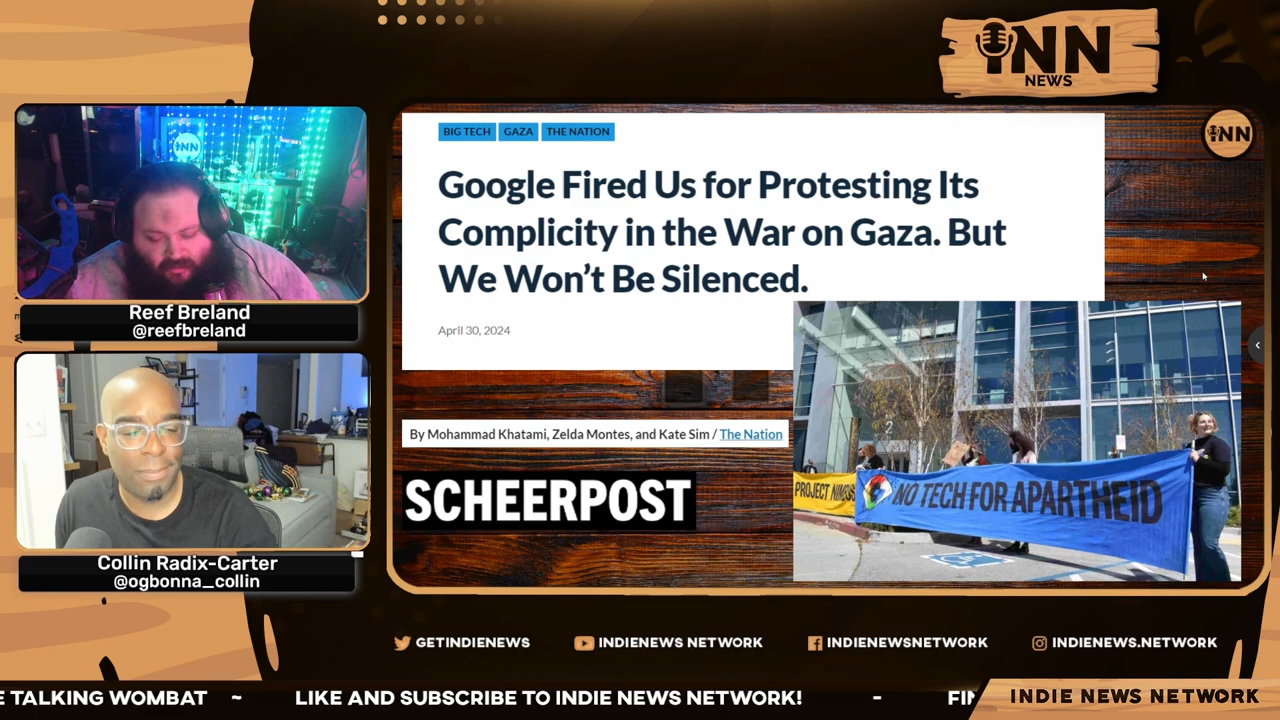 INN
NEWS
INN
INN
Reef Breland
@reefbreland
Collin Radix-Carter
@ogbonna_collin
BIG TECH GAZA THE NATION
Google Fired Us for Protesting Its
Complicity in the War on Gaza. But
We Won’t Be Silenced.
April 30, 2024
By Mohammad Khatami, Zelda Montes, and Kate Sim / The Nation
SCHEERPOST
2
PROJECT NIMBUS
NO TECH FOR APARTHEID
GETINDIENEWS
INDIENEWS NETWORK
INDIENEWSNETWORK
INDIENEWS.NETWORK
E TALKING WOMBAT ~ LIKE AND SUBSCRIBE TO INDIE NEWS NETWORK! - FIN
INDIE NEWS NETWORK